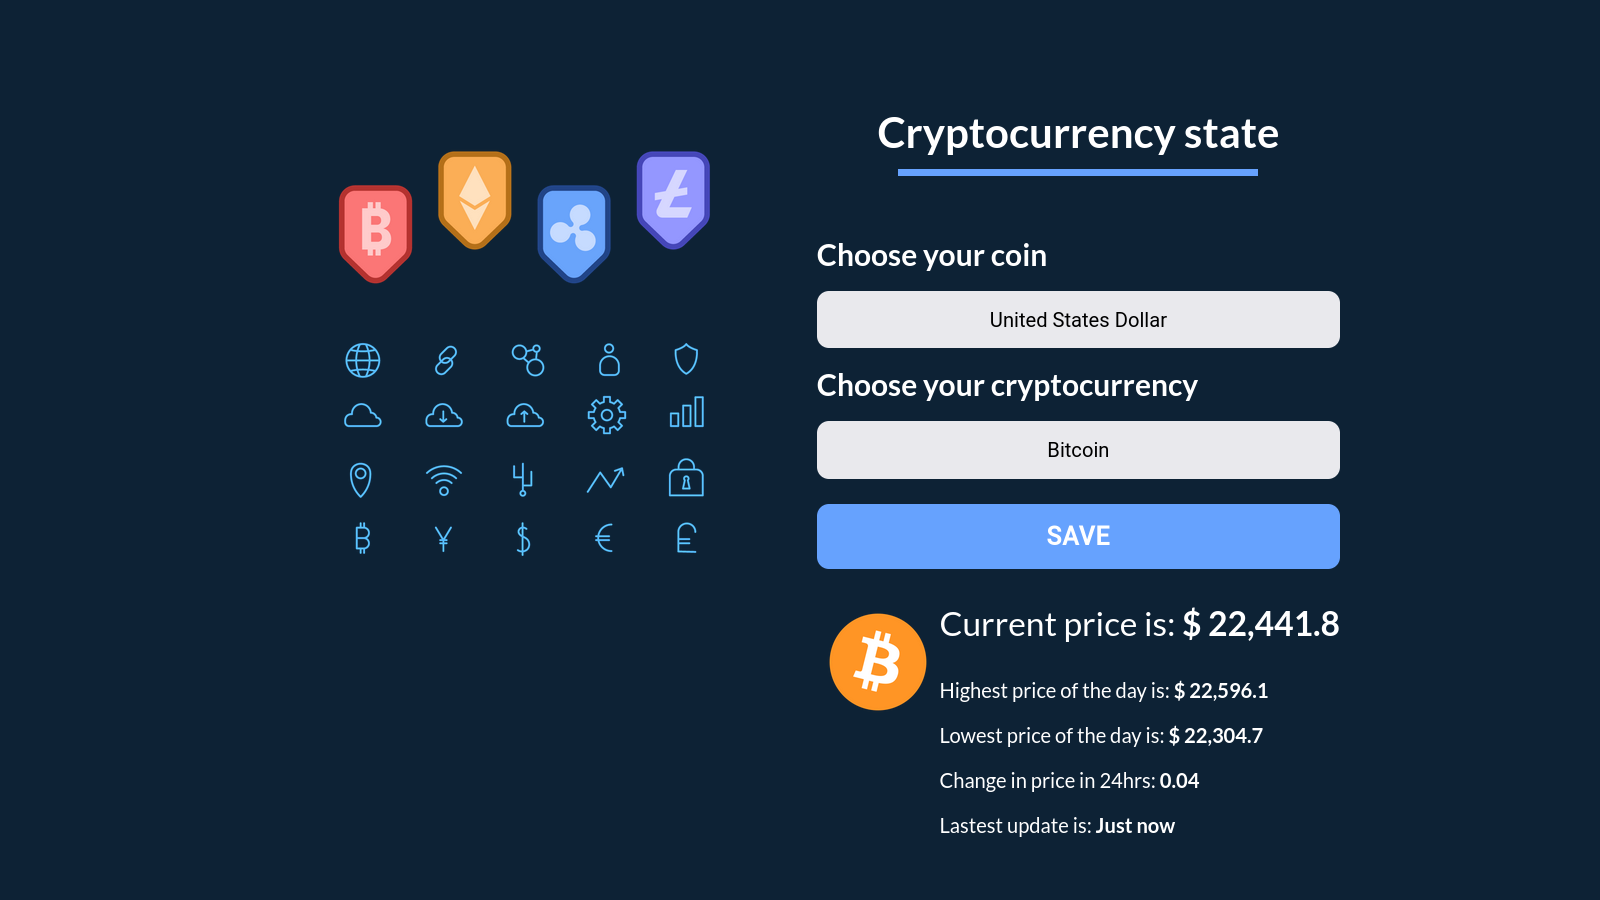 Cryptocurrency state
Choose your coin
United States Dollar
Choose your cryptocurrency
Bitcoin
SAVE
Current price is: $ 22,441.8
Highest price of the day is: $ 22,596.1
Lowest price of the day is: $ 22,304.7
Change in price in 24hrs: 0.04
Lastest update is: Just now